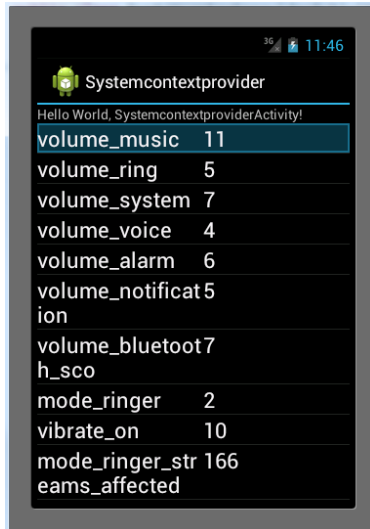 3G 11:46
Systemcontextprovider
Hello World, SystemcontextproviderActivity!
volume_music 11
volume_ring 5
volume_system 7
volume_voice 4
volume_alarm 6
volume_notificat 5
ion
volume_bluetoot 7
h_sco
mode_ringer 2
vibrate_on 10
mode_ringer_str 166
eams_affected